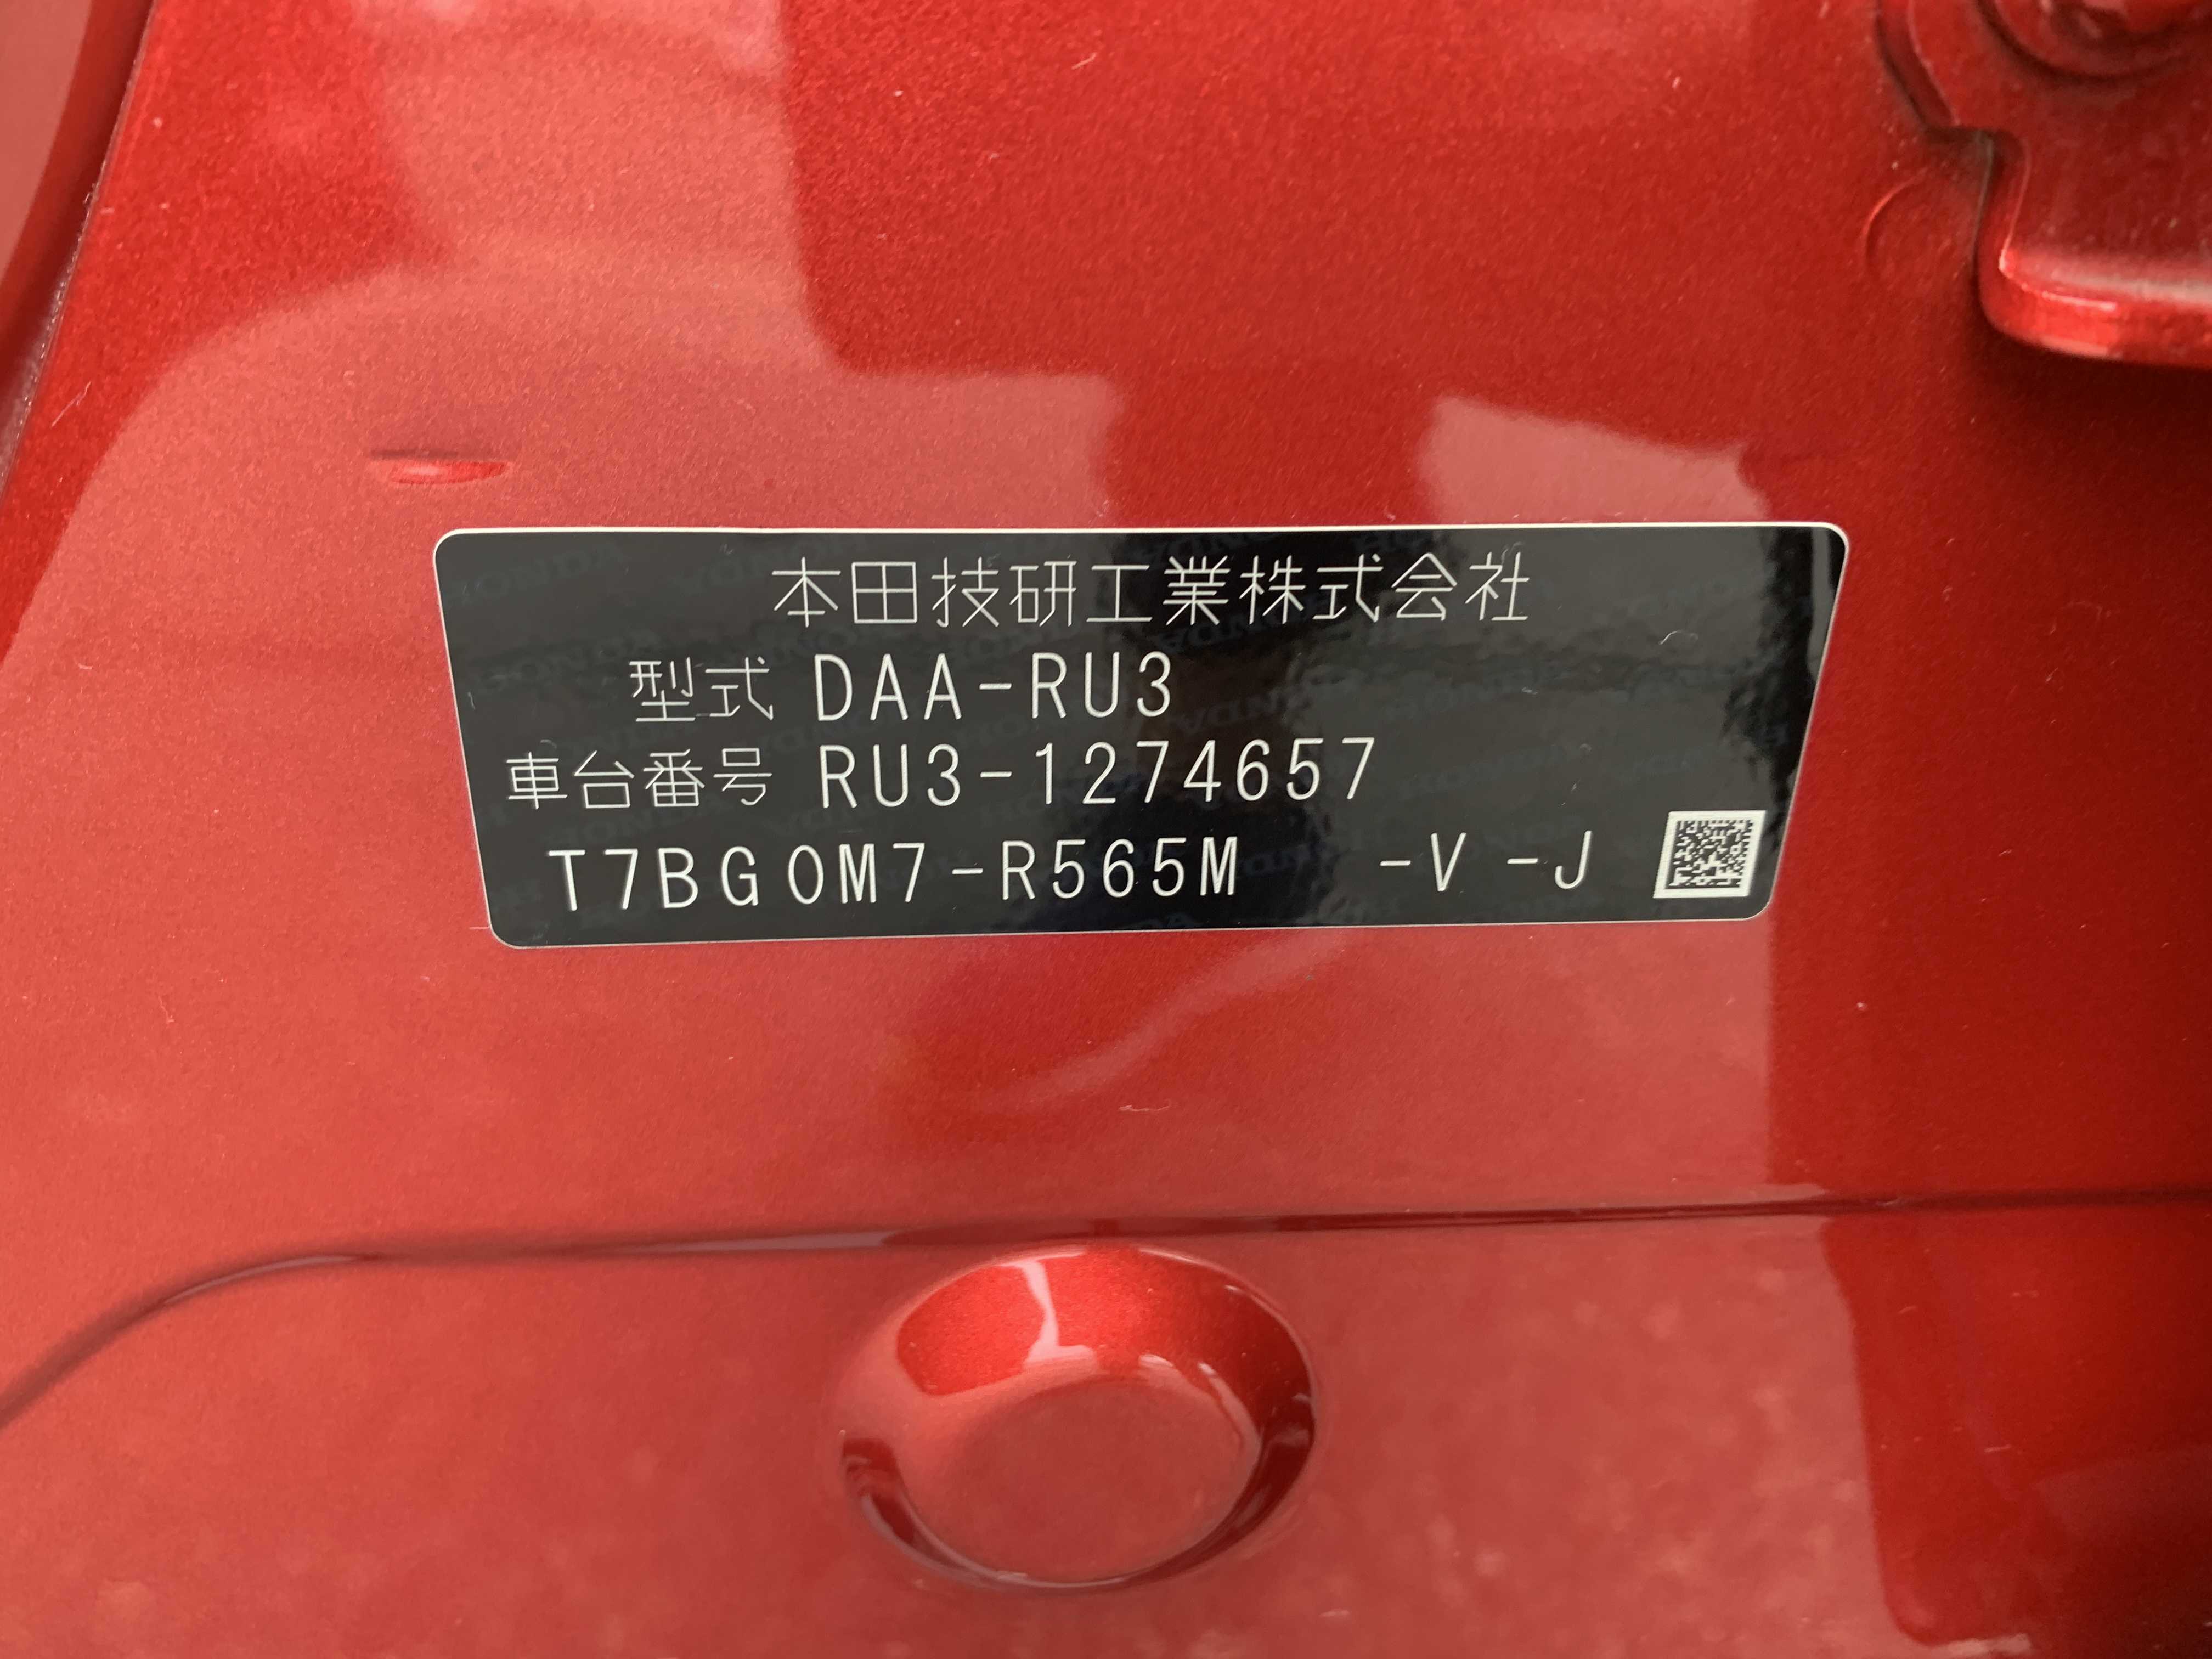 本田技研工業株式会社
型式 DAA-RU3
車台番号 RU3-1274657
T7BG0M7-R565M -V -J